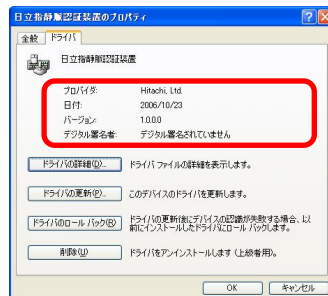 日立指静脈認証装置のプロパティ
全般 ドライバ
日立指静脈認証装置
プロバイダ: Hitachi, Ltd.
日付: 2006/10/23
バージョン: 1.0.0.0
デジタル署名者: デジタル署名されていません
ドライバの詳細(D)... ドライバ ファイルの詳細を表示します。
ドライバの更新(P)... このデバイスのドライバを更新します。
ドライバのロール バック(R) ドライバの更新後にデバイスの認識が失敗する場合、以
前にインストールしたドライバにロール バックします。
削除(U) ドライバをアンインストールします (上級者用)。
OK キャンセル